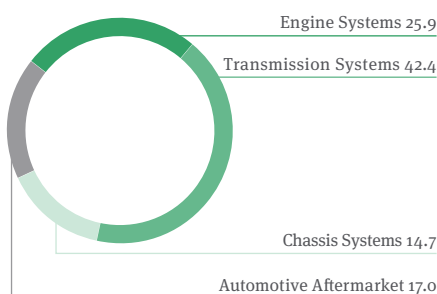 Engine Systems 25.9
Transmission Systems 42.4
Chassis Systems 14.7
Automotive Aftermarket 17.0